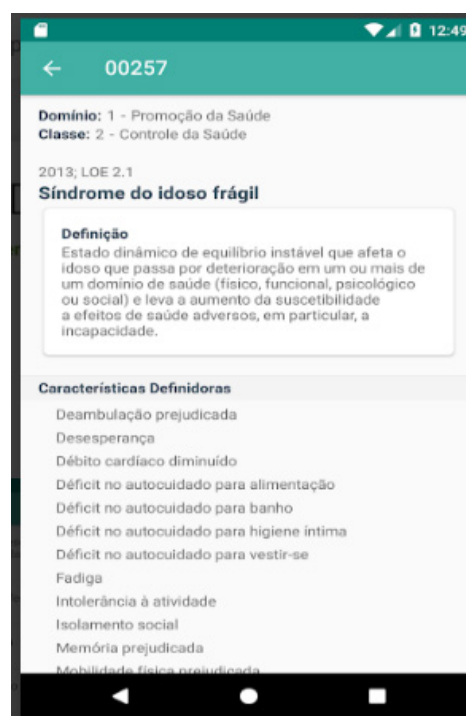 12:49
00257
Domínio: 1 - Promoção da Saúde
Classe: 2 - Controle da Saúde
2013; LOE 2.1
Síndrome do idoso frágil
Definição
Estado dinâmico de equilíbrio instável que afeta o
idoso que passa por deterioração em um ou mais de
um domínio de saúde (físico, funcional, psicológico
ou social) e leva a aumento da suscetibilidade
a efeitos de saúde adversos, em particular, a
incapacidade.
Características Definidoras
Deambulação prejudicada
Desesperança
Débito cardíaco diminuído
Déficit no autocuidado para alimentação
Déficit no autocuidado para banho
Déficit no autocuidado para higiene íntima
Déficit no autocuidado para vestir-se
Fadiga
Intolerância à atividade
Isolamento social
Memória prejudicada
Mobilidade física prejudicada